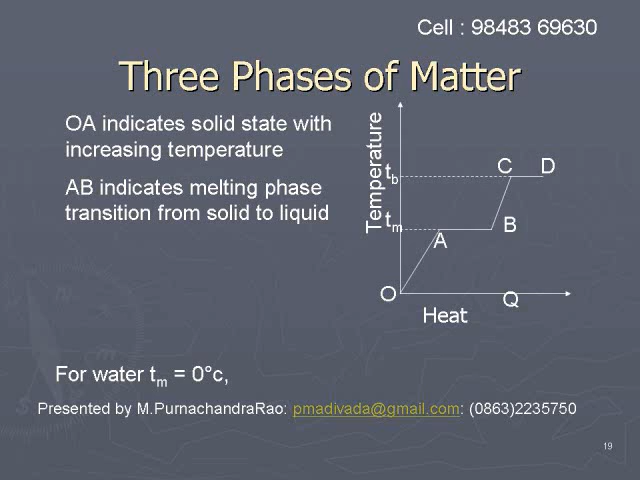 Cell : 98483 69630
Three Phases of Matter
OA indicates solid state with
increasing temperature
AB indicates melting phase
transition from solid to liquid
Temperature
tb
tm
C
D
A
B
O
Q
Heat
For water tm = 0°c,
Presented by M.PurnachandraRao: pmadivada@gmail.com: (0863)2235750
19